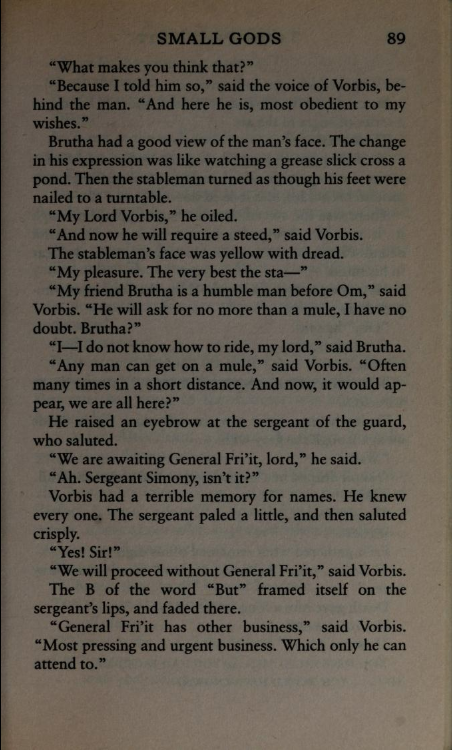 SMALL GODS 89
“What makes you think that?”
“Because I told him so,” said the voice of Vorbis, be-
hind the man. “And here he is, most obedient to my
wishes.”
Brutha had a good view of the man’s face. The change
in his expression was like watching a grease slick cross a
pond. Then the stableman turned as though his feet were
nailed to a turntable.
“My Lord Vorbis,” he oiled.
“And now he will require a steed,” said Vorbis.
The stableman’s face was yellow with dread.
“My pleasure. The very best the sta—”
“My friend Brutha is a humble man before Om,” said
Vorbis. “He will ask for no more than a mule, I have no
doubt. Brutha?”
“I—I do not know how to ride, my lord,” said Brutha.
“Any man can get on a mule,” said Vorbis. “Often
many times in a short distance. And now, it would ap-
pear, we are all here?”
He raised an eyebrow at the sergeant of the guard,
who saluted.
“We are awaiting General Fri’it, lord,” he said.
“Ah. Sergeant Simony, isn’t it?”
Vorbis had a terrible memory for names. He knew
every one. The sergeant paled a little, and then saluted
crisply.
“Yes! Sir!”
“We will proceed without General Fri’it,” said Vorbis.
The B of the word “But” framed itself on the
sergeant’s lips, and faded there.
“General Fri’it has other business,” said Vorbis.
“Most pressing and urgent business. Which only he can
attend to.”